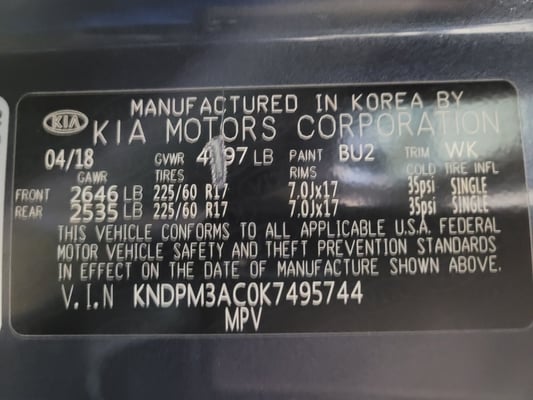 MANUFACTURED IN KOREA BY
KIA KIA MOTORS CORPORATION
04/18 GVWR LB PAINT BU2 TRIM WK
GAWR TIRES RIMS COLD TIRE INFL
FRONT 2646 LB 225/60 R17 7.0Jx17 35psi SINGLE
REAR 2535 LB 225/60 R17 7.0Jx17 35psi SINGLE
THIS VEHICLE CONFORMS TO ALL APPLICABLE U.S.A. FEDERAL
MOTOR VEHICLE SAFETY AND THEFT PREVENTION STANDARDS
IN EFFECT ON THE DATE OF MANUFACTURE SHOWN ABOVE.
V.I.N KNDPM3AC0K7495744
MPV